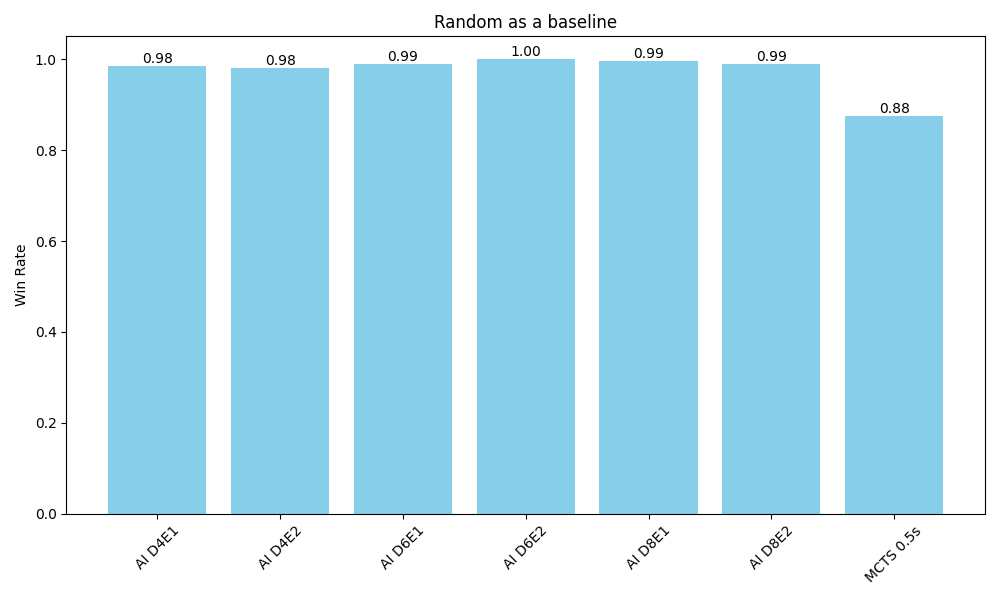 Random as a baseline
Win Rate
1.0
0.8
0.6
0.4
0.2
0.0
0.98
0.98
0.99
1.00
0.99
0.99
0.88
AI D4E1
AI D4E2
AI D6E1
AI D6E2
AI D8E1
AI D8E2
MCTS 0.5s